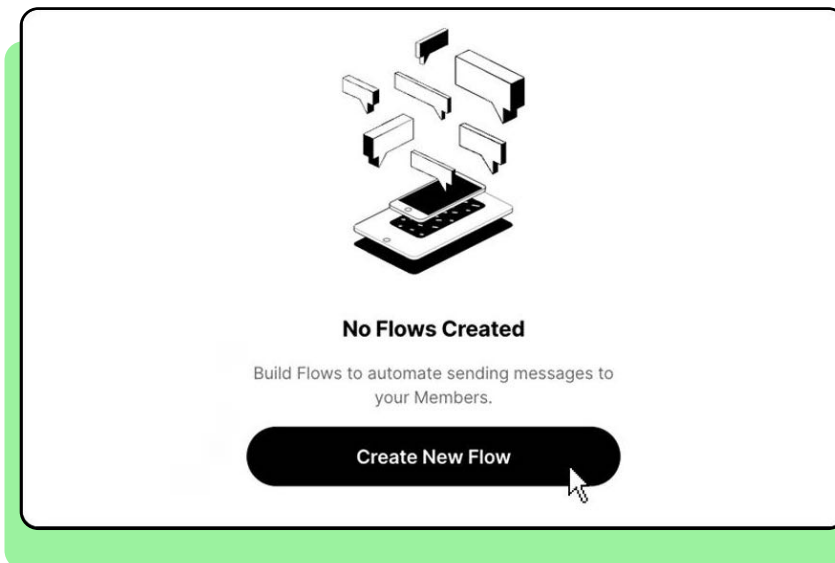 No Flows Created
Build Flows to automate sending messages to
your Members.
Create New Flow